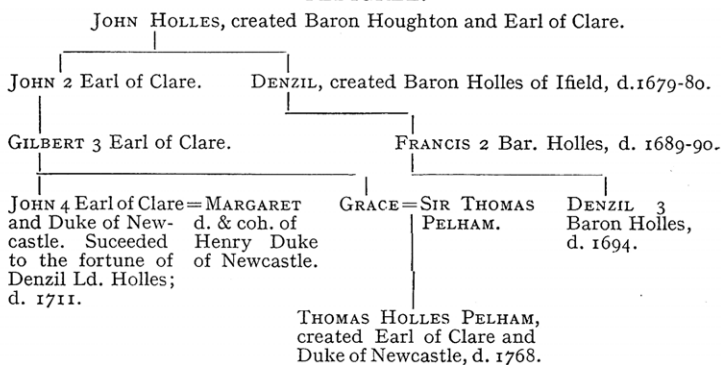 JOHN HOLLES, created Baron Houghton and Earl of Clare.
JOHN 2 Earl of Clare.
DENZIL, created Baron Holles of Ifield, d.1679-80.
GILBERT 3 Earl of Clare.
FRANCIS 2 Bar. Holles, d. 1689-90.
JOHN 4 Earl of Clare=MARGARET
and Duke of New- d. & coh. of
castle. Suceeded Henry Duke
to the fortune of of Newcastle.
Denzil Ld. Holles;
d. 1711.
GRACE=SIR THOMAS
PELHAM.
DENZIL 3
Baron Holles,
d. 1694.
THOMAS HOLLES PELHAM,
created Earl of Clare and
Duke of Newcastle, d. 1768.